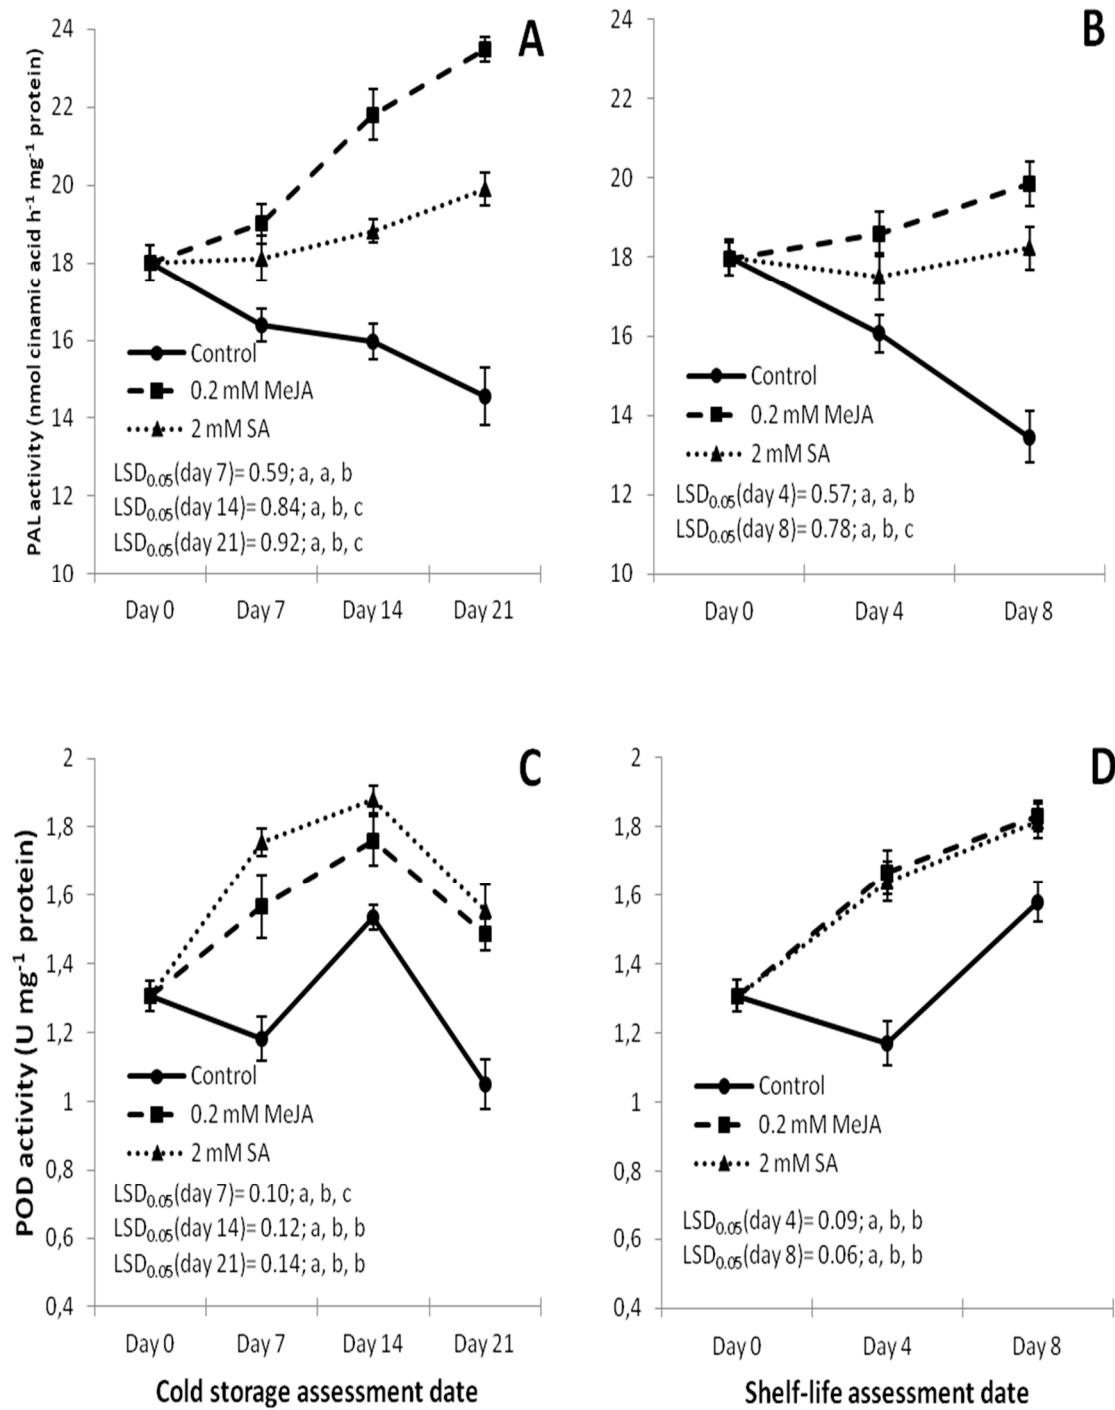 A
PAL activity (nmol cinamic acid h⁻¹ mg⁻¹ protein)
24
22
20
18
16
14
12
10
Control
0.2 mM MeJA
2 mM SA
LSD0.05(day 7)= 0.59; a, a, b
LSD0.05(day 14)= 0.84; a, b, c
LSD0.05(day 21)= 0.92; a, b, c
Day 0 Day 7 Day 14 Day 21
B
24
22
20
18
16
14
12
10
Control
0.2 mM MeJA
2 mM SA
LSD0.05(day 4)= 0.57; a, a, b
LSD0.05(day 8)= 0.78; a, b, c
Day 0 Day 4 Day 8
C
POD activity (U mg⁻¹ protein)
2
1,8
1,6
1,4
1,2
1
0,8
0,6
0,4
Control
0.2 mM MeJA
2 mM SA
LSD0.05(day 7)= 0.10; a, b, c
LSD0.05(day 14)= 0.12; a, b, b
LSD0.05(day 21)= 0.14; a, b, b
Day 0 Day 7 Day 14 Day 21
Cold storage assessment date
D
2
1,8
1,6
1,4
1,2
1
0,8
0,6
0,4
Control
0.2 mM MeJA
2 mM SA
LSD0.05(day 4)= 0.09; a, b, b
LSD0.05(day 8)= 0.06; a, b, b
Day 0 Day 4 Day 8
Shelf-life assessment date